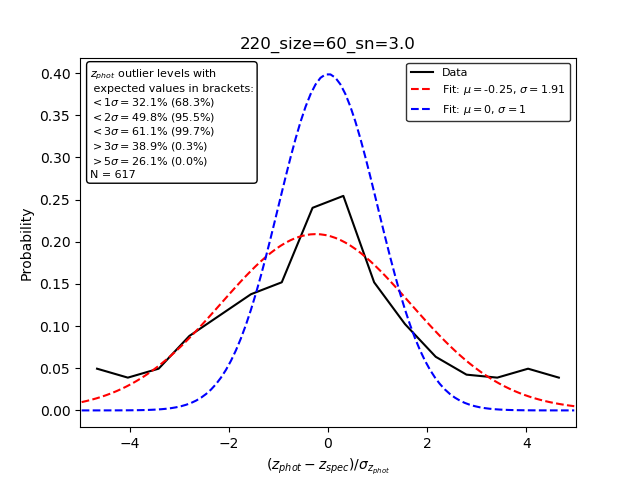 220_size=60_sn=3.0
z_phot outlier levels with
expected values in brackets:
< 1σ = 32.1% (68.3%)
< 2σ = 49.8% (95.5%)
< 3σ = 61.1% (99.7%)
> 3σ = 38.9% (0.3%)
> 5σ = 26.1% (0.0%)
N = 617
Data
Fit: μ = -0.25, σ = 1.91
Fit: μ = 0, σ = 1
0.40
0.35
0.30
0.25
0.20
0.15
0.10
0.05
0.00
Probability
−4 −2 0 2 4
(z_phot − z_spec)/σ_z_phot